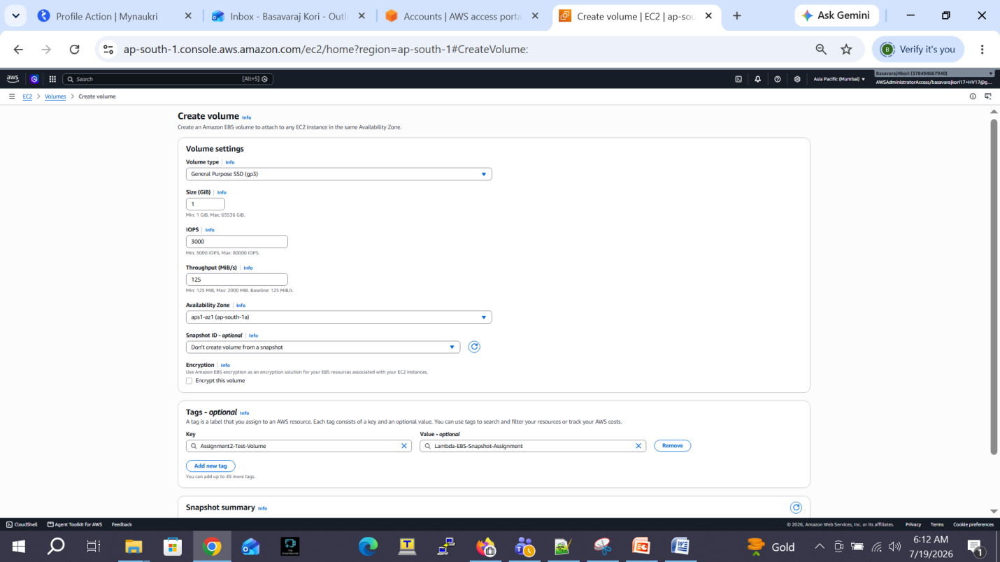 Profile Action | Mynaukri
Inbox - Basavaraj Kori - Outl
Accounts | AWS access porta
Create volume | EC2 | ap-sou
Ask Gemini
ap-south-1.console.aws.amazon.com/ec2/home?region=ap-south-1#CreateVolume:
B
Verify it's you
aws
Search
[Alt+S]
Asia Pacific (Mumbai)
BasavarajHkori (378494867940)
AWSAdministratorAccess/basavarajkori17+HV17@g...
EC2 > Volumes > Create volume
Create volume Info
Create an Amazon EBS volume to attach to any EC2 instance in the same Availability Zone.
Volume settings
Volume type | Info
General Purpose SSD (gp3)
Size (GiB) | Info
1
Min: 1 GiB, Max: 65536 GiB.
IOPS | Info
3000
Min: 3000 IOPS, Max: 80000 IOPS.
Throughput (MiB/s) | Info
125
Min: 125 MiB, Max: 2000 MiB. Baseline: 125 MiB/s.
Availability Zone | Info
aps1-az1 (ap-south-1a)
Snapshot ID - optional | Info
Don't create volume from a snapshot
Encryption | Info
Use Amazon EBS encryption as an encryption solution for your EBS resources associated with your EC2 instances.
Encrypt this volume
Tags - optional Info
A tag is a label that you assign to an AWS resource. Each tag consists of a key and an optional value. You can use tags to search and filter your resources or track your AWS costs.
Key
Value - optional
Assignment2-Test-Volume
Lambda-EBS-Snapshot-Assignment
Remove
Add new tag
You can add up to 49 more tags.
Snapshot summary Info
CloudShell
Agent Toolkit for AWS
Feedback
© 2026, Amazon Web Services, Inc. or its affiliates.
Privacy
Terms
Cookie preferences
Gold
6:12 AM
7/19/2026
1